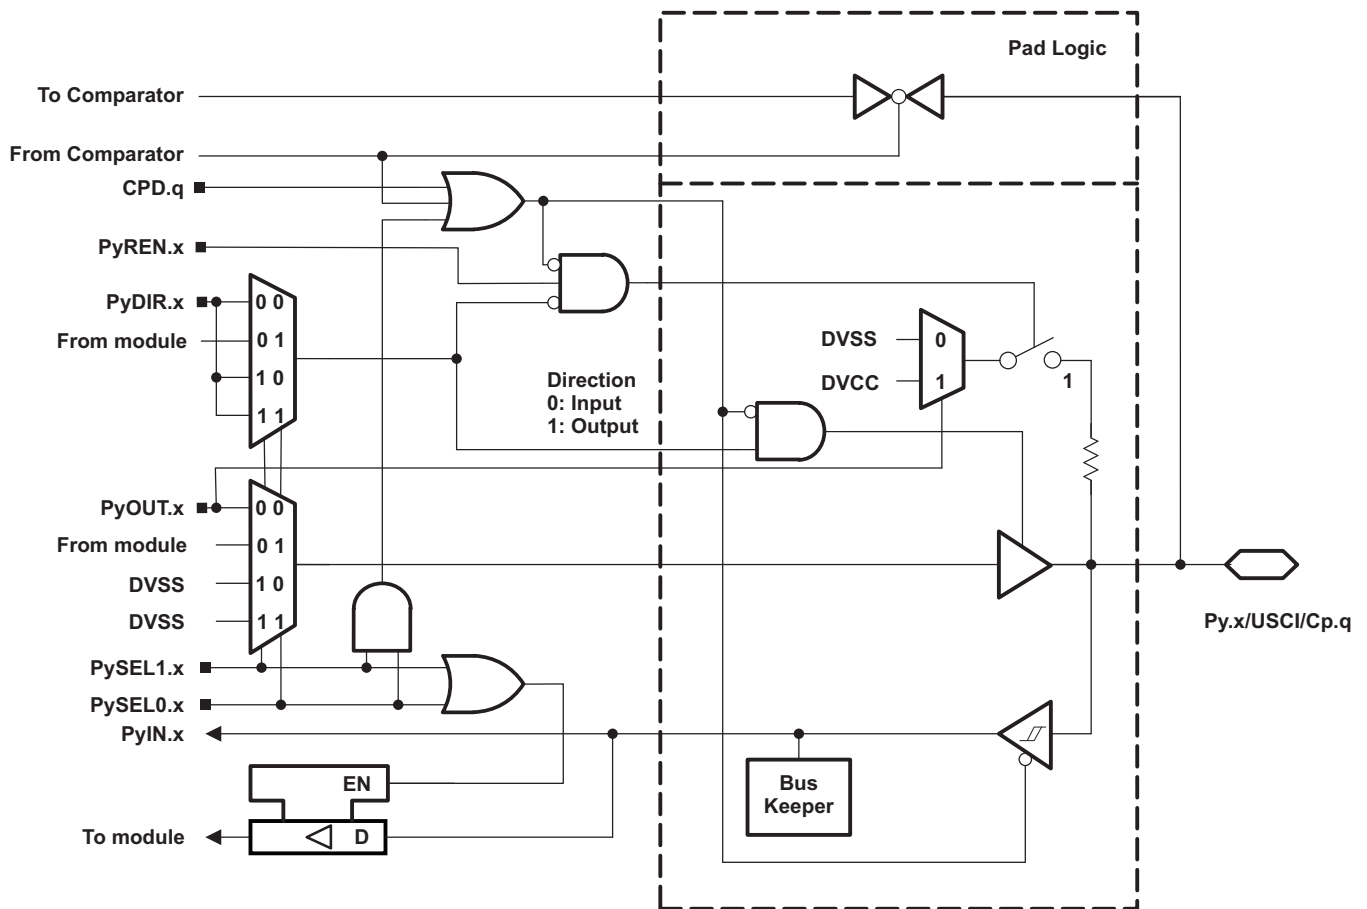 Pad Logic
To Comparator
From Comparator
CPD.q
PyREN.x
PyDIR.x
0 0
From module
0 1
1 0
1 1
DVSS
0
DVCC
1
1
Direction
0: Input
1: Output
PyOUT.x
0 0
From module
0 1
DVSS
1 0
DVSS
1 1
Py.x/USCI/Cp.q
PySEL1.x
PySEL0.x
PyIN.x
EN
Bus
Keeper
To module
D